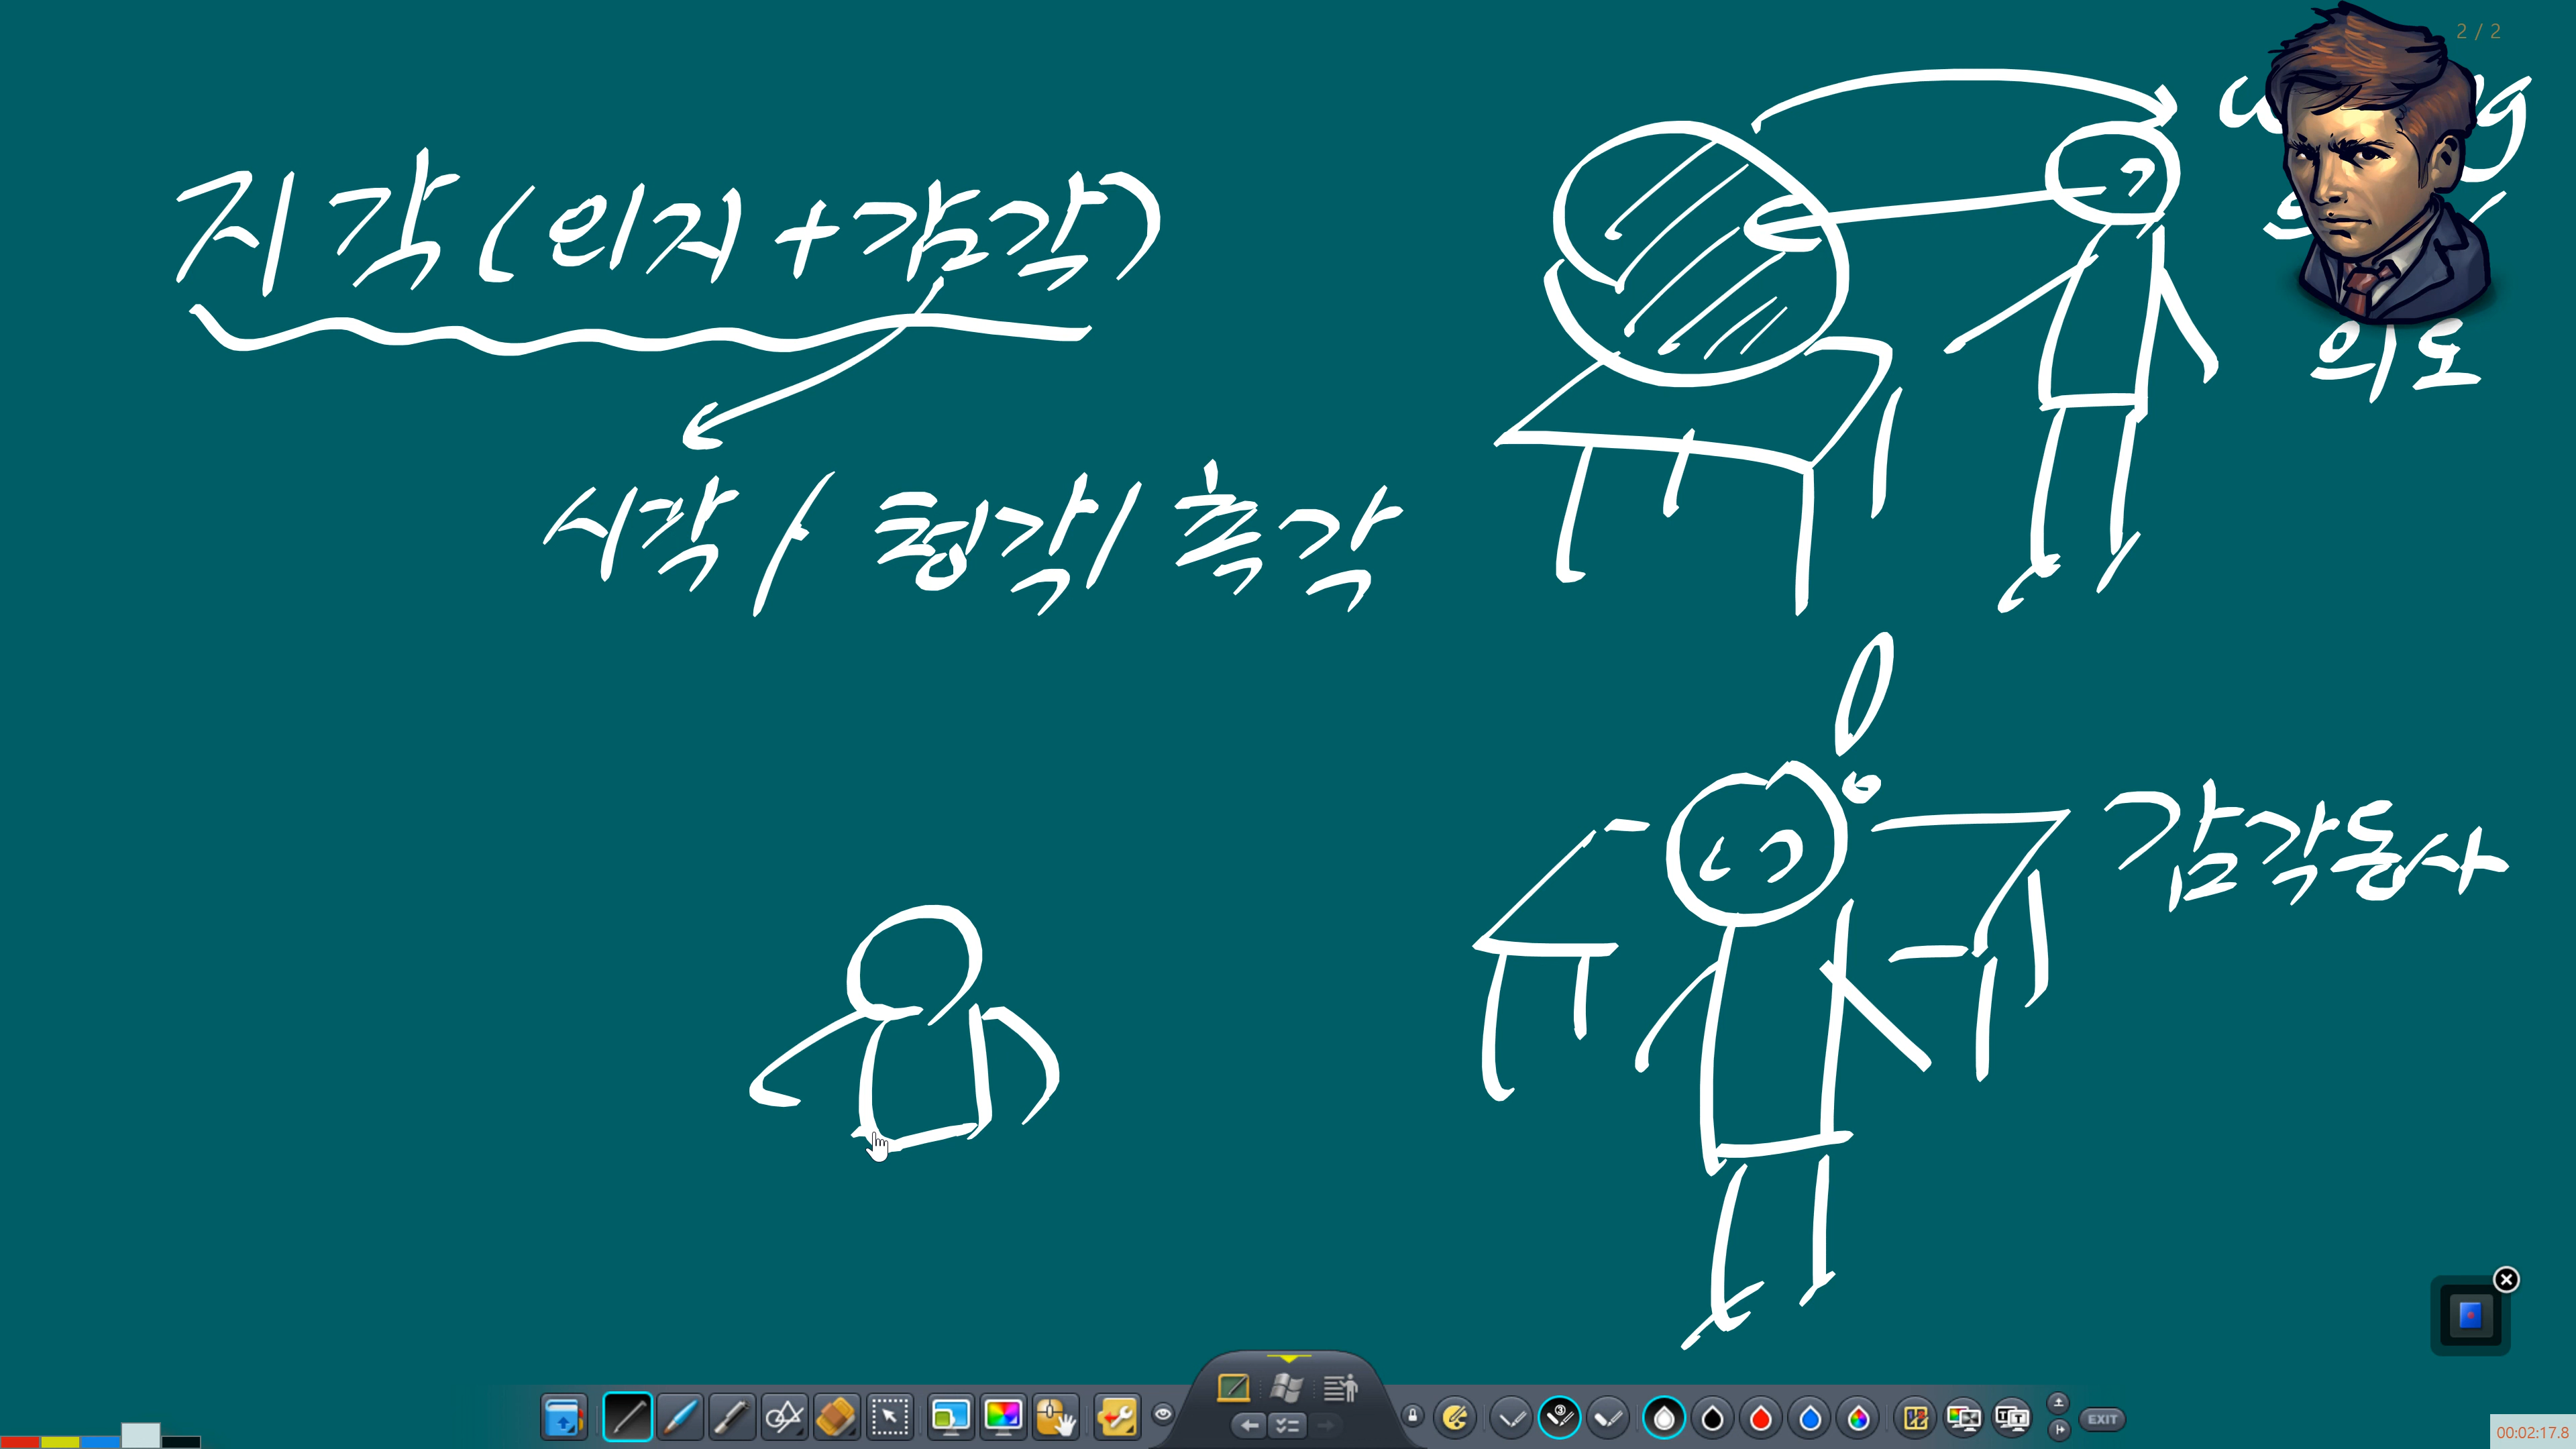 2 / 2
지각 (인지 + 감각)
의도
시각 / 청각 / 촉각
감각동사
EXIT
00:02:17.8